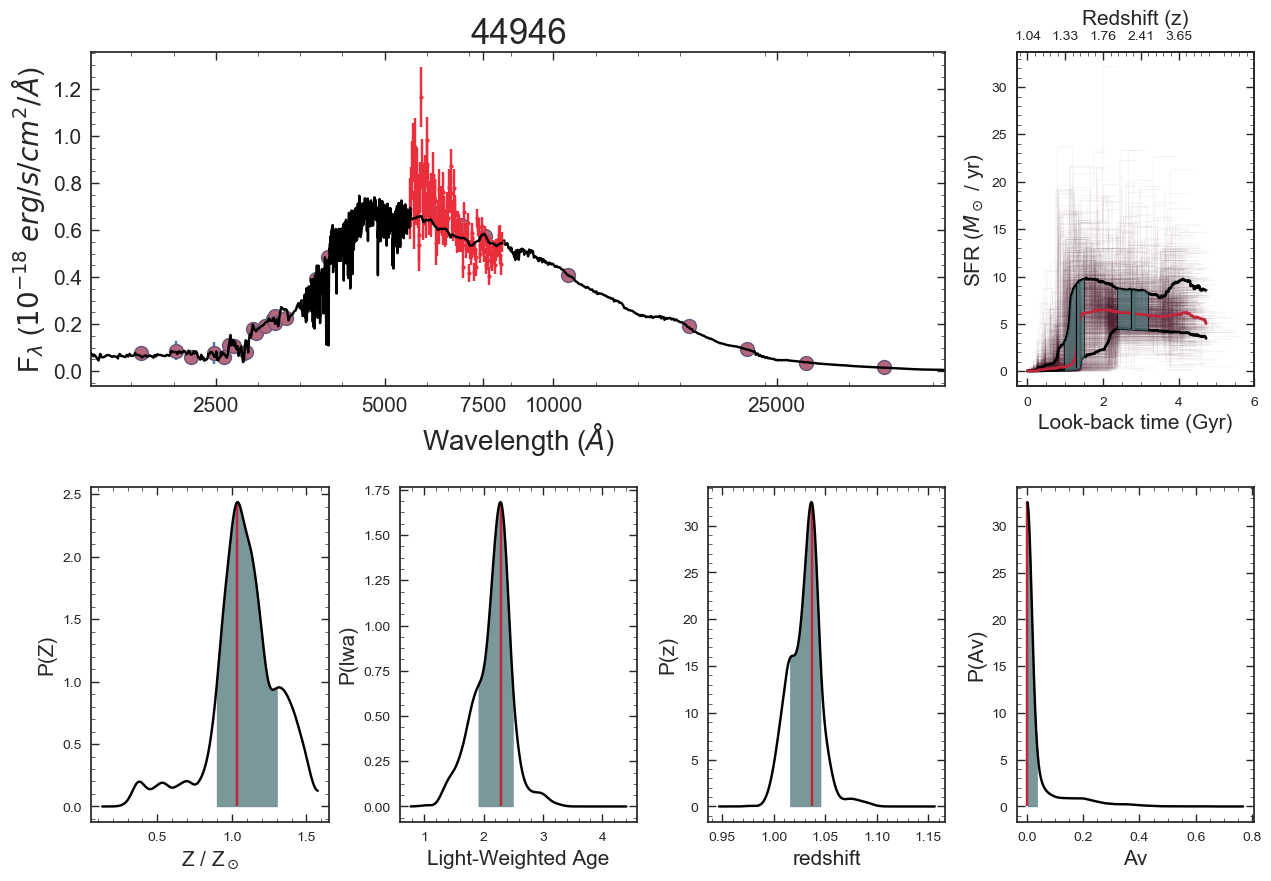 44946
F_λ (10^−18 erg/s/cm^2/Å)
1.2
1.0
0.8
0.6
0.4
0.2
0.0
2500 5000 7500 10000 25000
Wavelength (Å)
Redshift (z)
1.04 1.33 1.76 2.41 3.65
SFR (M_⊙ / yr)
30
25
20
15
10
5
0
0 2 4 6
Look-back time (Gyr)
P(Z)
2.5
2.0
1.5
1.0
0.5
0.0
0.5 1.0 1.5
Z / Z_⊙
P(lwa)
1.75
1.50
1.25
1.00
0.75
0.50
0.25
0.00
1 2 3 4
Light-Weighted Age
P(z)
30
25
20
15
10
5
0
0.95 1.00 1.05 1.10 1.15
redshift
P(Av)
30
25
20
15
10
5
0
0.0 0.2 0.4 0.6 0.8
Av